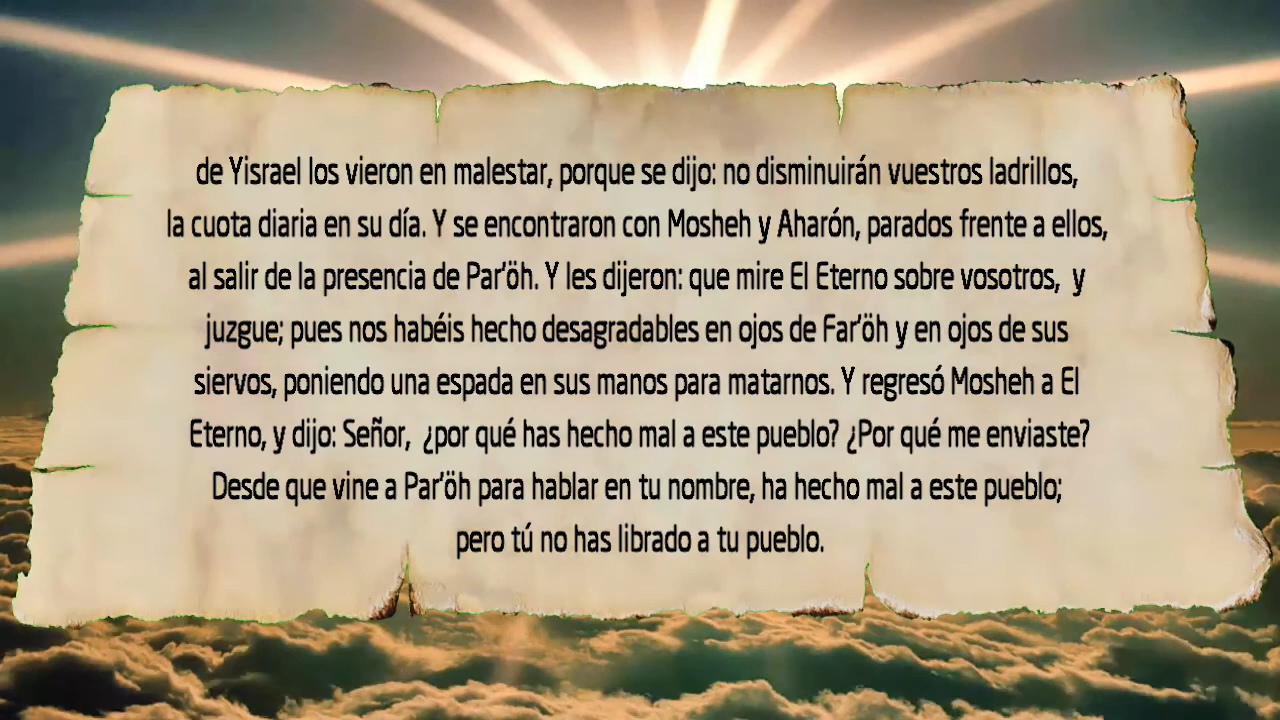 de Yisrael los vieron en malestar, porque se dijo: no disminuirán vuestros ladrillos,
la cuota diaria en su día. Y se encontraron con Mosheh y Aharón, parados frente a ellos,
al salir de la presencia de Par'öh. Y les dijeron: que mire El Eterno sobre vosotros, y
juzgue; pues nos habéis hecho desagradables en ojos de Far'öh y en ojos de sus
siervos, poniendo una espada en sus manos para matarnos. Y regresó Mosheh a El
Eterno, y dijo: Señor, ¿por qué has hecho mal a este pueblo? ¿Por qué me enviaste?
Desde que vine a Par'öh para hablar en tu nombre, ha hecho mal a este pueblo;
pero tú no has librado a tu pueblo.